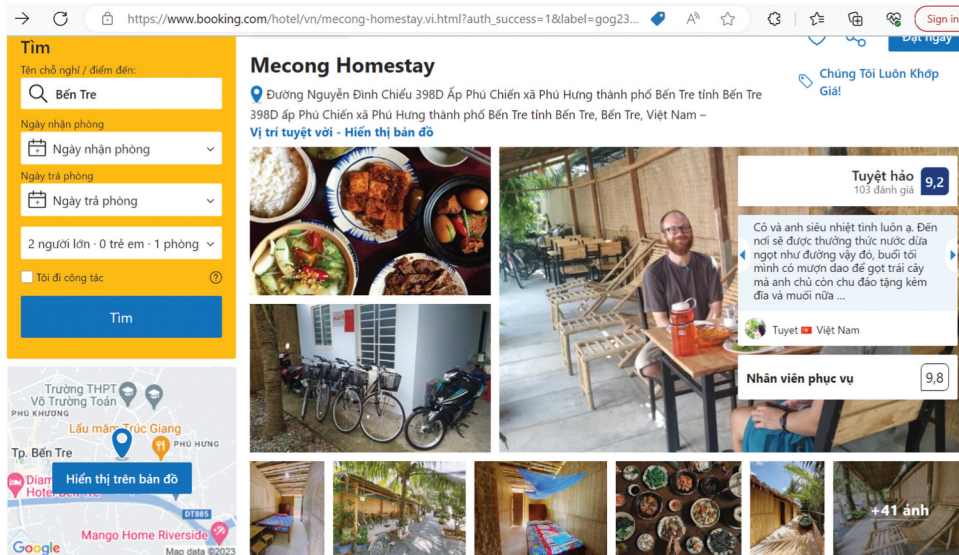 https://www.booking.com/hotel/vn/mecong-homestay.vi.html?auth_success=1&label=gog23...
Sign in
Tìm
Tên chỗ nghỉ / điểm đến:
Bến Tre
Ngày nhận phòng
Ngày nhận phòng
Ngày trả phòng
Ngày trả phòng
2 người lớn · 0 trẻ em · 1 phòng
Tôi đi công tác
Tìm
Đặt ngay
Mecong Homestay
Chúng Tôi Luôn Khớp
Giá!
Đường Nguyễn Đình Chiểu 398D Ấp Phú Chiến xã Phú Hưng thành phố Bến Tre tỉnh Bến Tre
398D ấp Phú Chiến xã Phú Hưng thành phố Bến Tre tỉnh Bến Tre, Bến Tre, Việt Nam –
Vị trí tuyệt vời - Hiển thị bản đồ
Tuyệt hảo
103 đánh giá
9,2
Cô và anh siêu nhiệt tình luôn ạ. Đến
nơi sẽ được thưởng thức nước dừa
ngọt như đường vậy đó, buổi tối
mình có mượn dao để gọt trái cây
mà anh chủ còn chu đáo tặng kèm
đĩa và muối nữa ...
Tuyet Việt Nam
Nhân viên phục vụ 9,8
+41 ảnh
Trường THPT
Võ Trường Toản
PHÚ KHƯƠNG
Lẩu mắm Trúc Giang
PHÚ HƯNG
Tp. Bến Tre
Hiển thị trên bản đồ
Diam
Hotel
DT885
Mango Home Riverside
Google
Map data ©2023